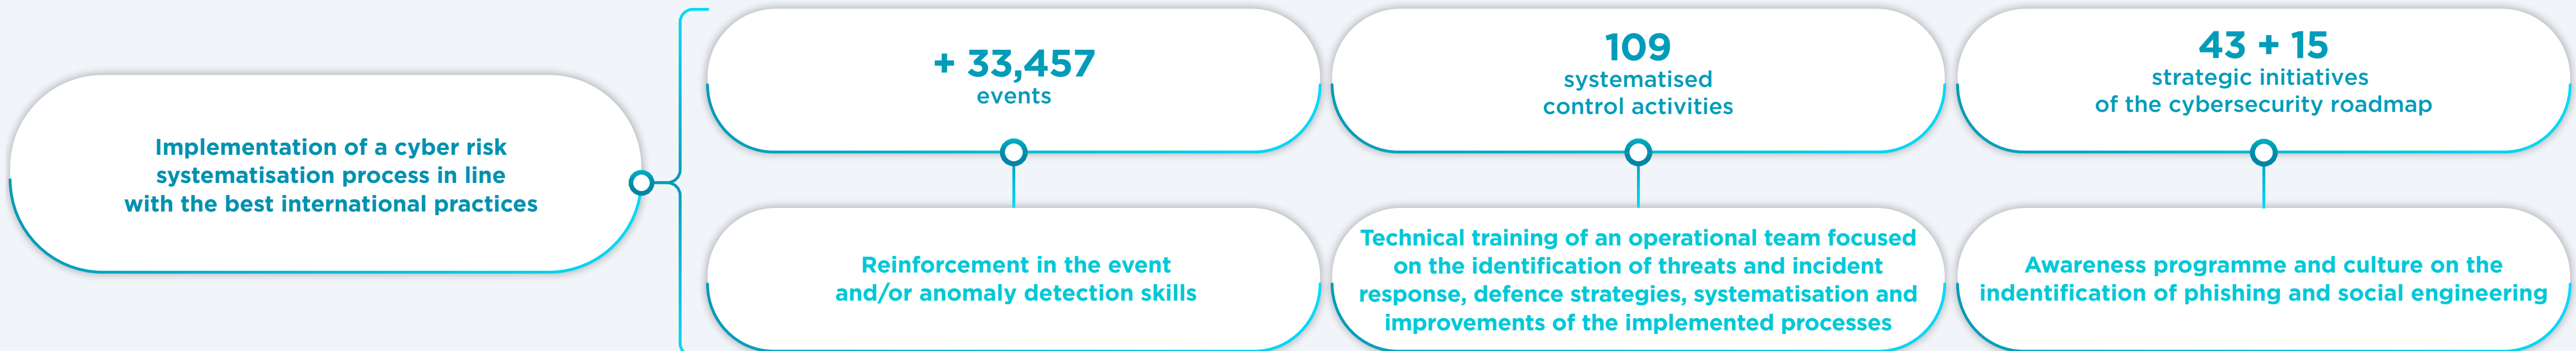 Implementation of a cyber risk
systematisation process in line
with the best international practices
+ 33,457
events
Reinforcement in the event
and/or anomaly detection skills
109
systematised
control activities
Technical training of an operational team focused
on the identification of threats and incident
response, defence strategies, systematisation and
improvements of the implemented processes
43 + 15
strategic initiatives
of the cybersecurity roadmap
Awareness programme and culture on the
indentification of phishing and social engineering